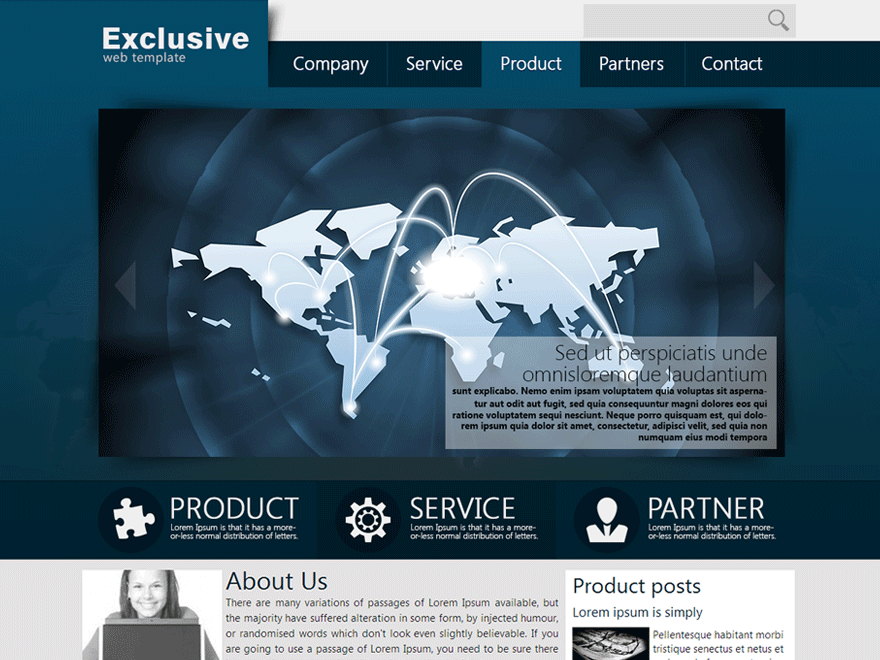 Exclusive
web template
Company Service Product Partners Contact
Sed ut perspiciatis unde
omnisloremque laudantium
sunt explicabo. Nemo enim ipsam voluptatem quia voluptas sit asperna-
tur aut odit aut fugit, sed quia consequuntur magni dolores eos qui
ratione voluptatem sequi nesciunt. Neque porro quisquam est, qui dolo-
rem ipsum quia dolor sit amet, consectetur, adipisci velit, sed quia non
numquam eius modi tempora
PRODUCT
Lorem Ipsum is that it has a more-
or-less normal distribution of letters.
SERVICE
Lorem Ipsum is that it has a more-
or-less normal distribution of letters.
PARTNER
Lorem Ipsum is that it has a more-
or-less normal distribution of letters.
About Us
There are many variations of passages of Lorem Ipsum available, but
the majority have suffered alteration in some form, by injected humour,
or randomised words which don't look even slightly believable. If you
are going to use a passage of Lorem Ipsum, you need to be sure there
Product posts
Lorem ipsum is simply
Pellentesque habitant morbi
tristique senectus et netus et